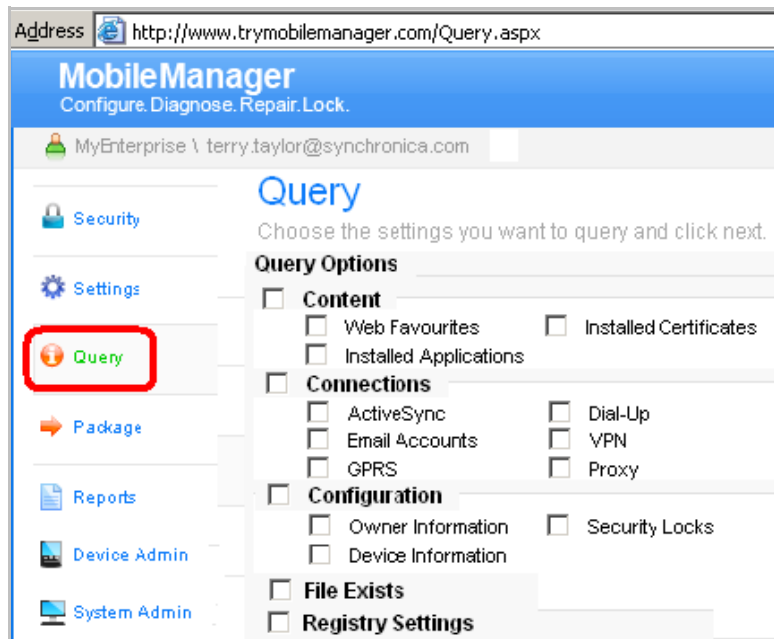 Address http://www.trymobilemanager.com/Query.aspx
MobileManager
Configure. Diagnose. Repair. Lock.
MyEnterprise \ terry.taylor@synchronica.com
Security
Settings
Query
Package
Reports
Device Admin
System Admin
Query
Choose the settings you want to query and click next.
Query Options
Content
Web Favourites Installed Certificates
Installed Applications
Connections
ActiveSync Dial-Up
Email Accounts VPN
GPRS Proxy
Configuration
Owner Information Security Locks
Device Information
File Exists
Registry Settings